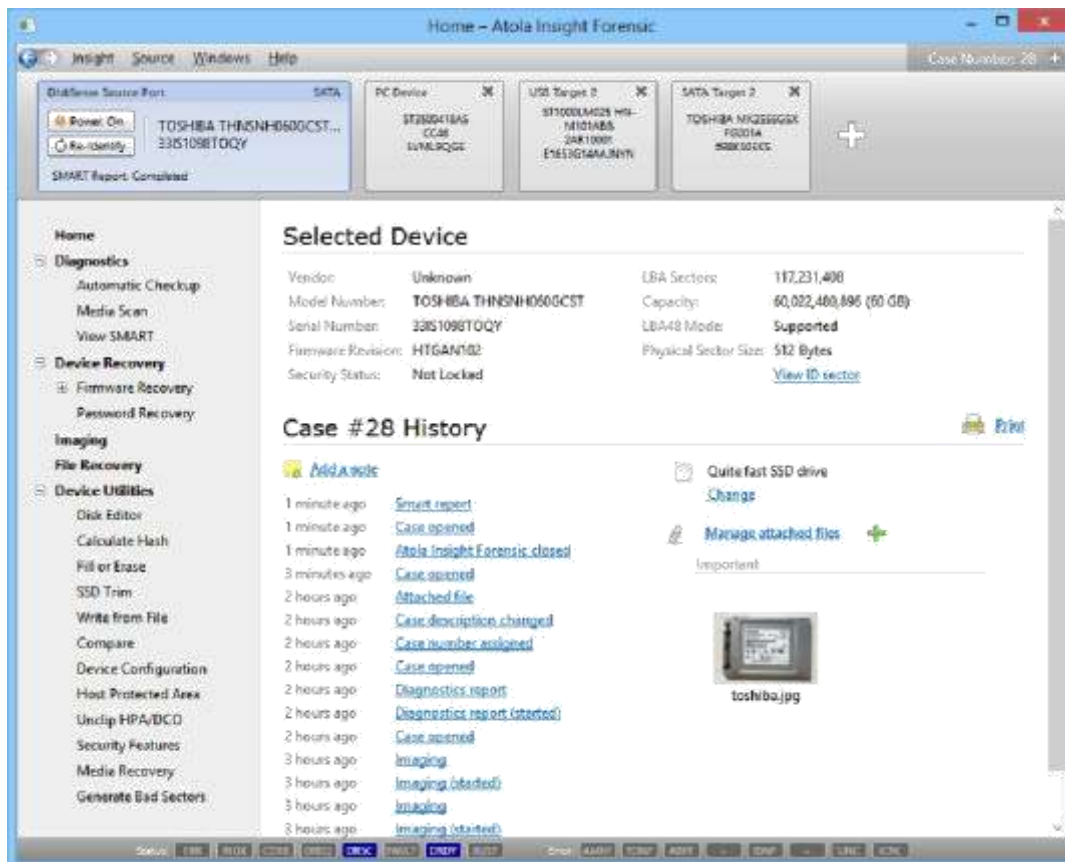 Home – Atola Insight Forensic
Insight Source Windows Help
Case Number: 28 +
DiskSense Source Port SATA
Power On
Re-Identify
TOSHIBA THNSNH060GCST...
33IS1098TOQY
SMART Report: Completed
PC Device
USB Target 2
SATA Target 2
Home
Diagnostics
Automatic Checkup
Media Scan
View SMART
Device Recovery
Firmware Recovery
Password Recovery
Imaging
File Recovery
Device Utilities
Disk Editor
Calculate Hash
Fill or Erase
SSD Trim
Write from File
Compare
Device Configuration
Host Protected Area
Unclip HPA/DCO
Security Features
Media Recovery
Generate Bad Sectors
Selected Device
Vendor: Unknown
Model Number: TOSHIBA THNSNH060GCST
Serial Number: 33IS1098TOQY
Firmware Revision: HTGAN102
Security Status: Not Locked
LBA Sectors: 117,231,408
Capacity: 60,022,480,896 (60 GB)
LBA48 Mode: Supported
Physical Sector Size: 512 Bytes
View ID sector
Case #28 History
Print
Add a note
1 minute ago Smart report
1 minute ago Case opened
1 minute ago Atola Insight Forensic closed
3 minutes ago Case opened
2 hours ago Attached file
2 hours ago Case description changed
2 hours ago Case number assigned
2 hours ago Case opened
2 hours ago Diagnostics report
2 hours ago Diagnostics report (started)
2 hours ago Case opened
3 hours ago Imaging
3 hours ago Imaging (started)
3 hours ago Imaging
3 hours ago Imaging (started)
Quite fast SSD drive
Change
Manage attached files
Important
toshiba.jpg
Status: DRSC DRDY
Error: